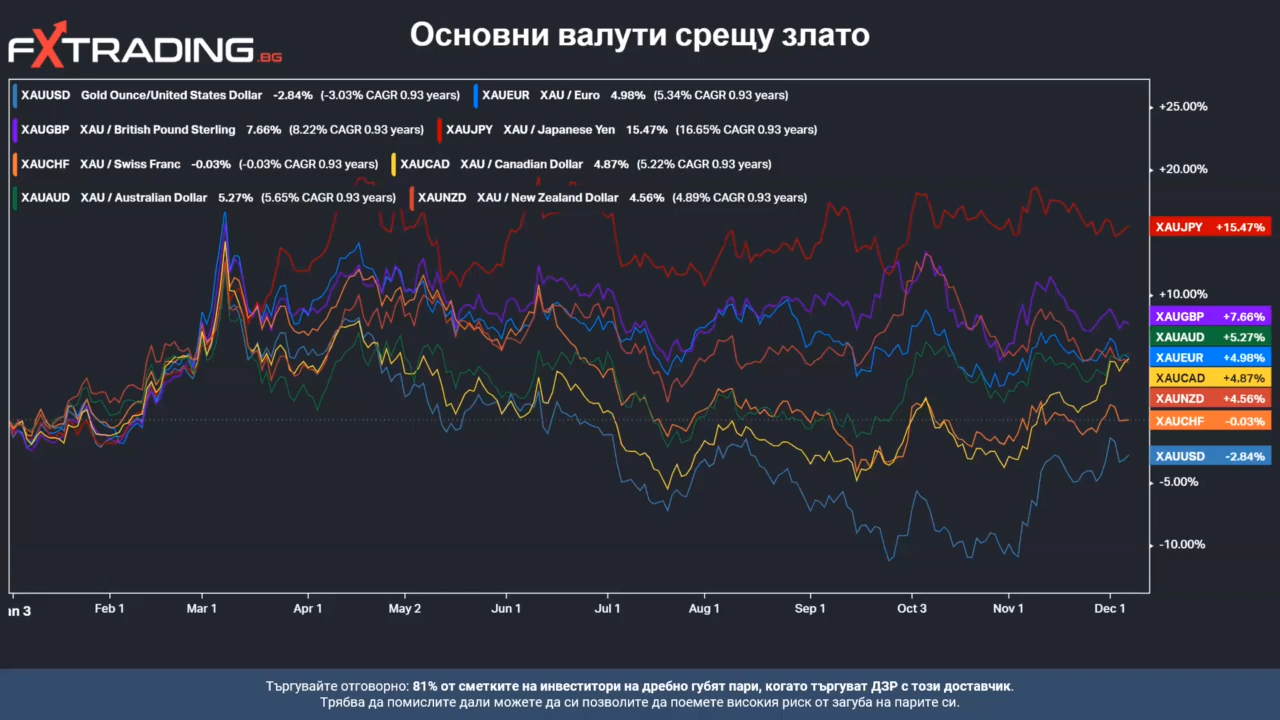 FXTRADING.BG
Основни валути срещу злато
XAUUSD Gold Ounce/United States Dollar -2.84% (-3.03% CAGR 0.93 years) XAUEUR XAU / Euro 4.98% (5.34% CAGR 0.93 years)
XAUGBP XAU / British Pound Sterling 7.66% (8.22% CAGR 0.93 years) XAUJPY XAU / Japanese Yen 15.47% (16.65% CAGR 0.93 years)
XAUCHF XAU / Swiss Franc -0.03% (-0.03% CAGR 0.93 years) XAUCAD XAU / Canadian Dollar 4.87% (5.22% CAGR 0.93 years)
XAUAUD XAU / Australian Dollar 5.27% (5.65% CAGR 0.93 years) XAUNZD XAU / New Zealand Dollar 4.56% (4.89% CAGR 0.93 years)
+25.00%
+20.00%
XAUJPY +15.47%
+10.00%
XAUGBP +7.66%
XAUAUD +5.27%
XAUEUR +4.98%
XAUCAD +4.87%
XAUNZD +4.56%
XAUCHF -0.03%
XAUUSD -2.84%
-5.00%
-10.00%
an 3 Feb 1 Mar 1 Apr 1 May 2 Jun 1 Jul 1 Aug 1 Sep 1 Oct 3 Nov 1 Dec 1
Търгувайте отговорно: 81% от сметките на инвеститори на дребно губят пари, когато търгуват ДЗР с този доставчик.
Трябва да помислите дали можете да си позволите да поемете високия риск от загуба на парите си.